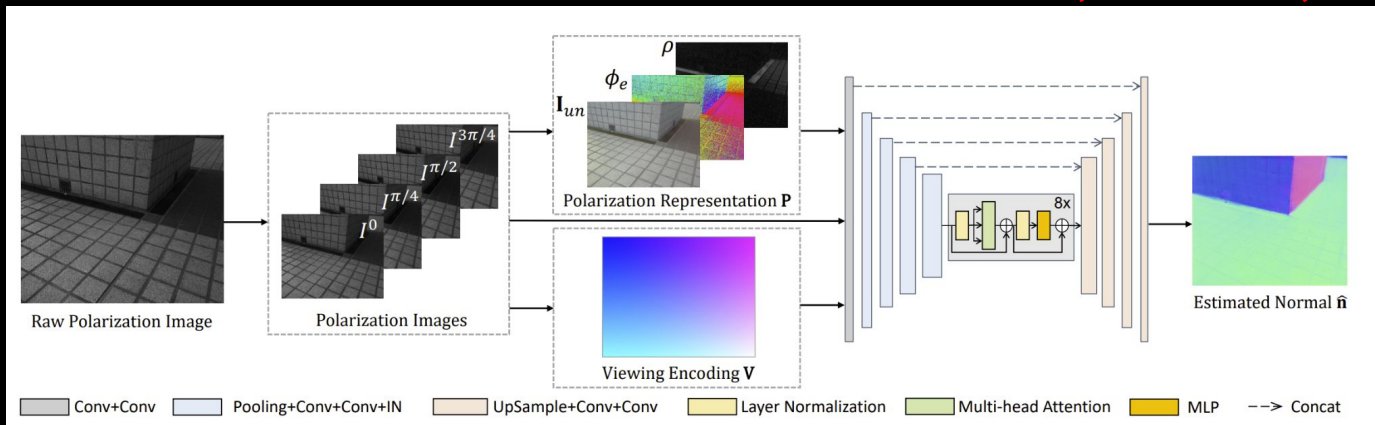 ρ
ϕ_e
I_un
I^{3π/4}
I^{π/2}
I^{π/4}
I^0
Raw Polarization Image
Polarization Images
Polarization Representation P
Viewing Encoding V
8x
Estimated Normal n̂
Conv+Conv
Pooling+Conv+Conv+IN
UpSample+Conv+Conv
Layer Normalization
Multi-head Attention
MLP
Concat